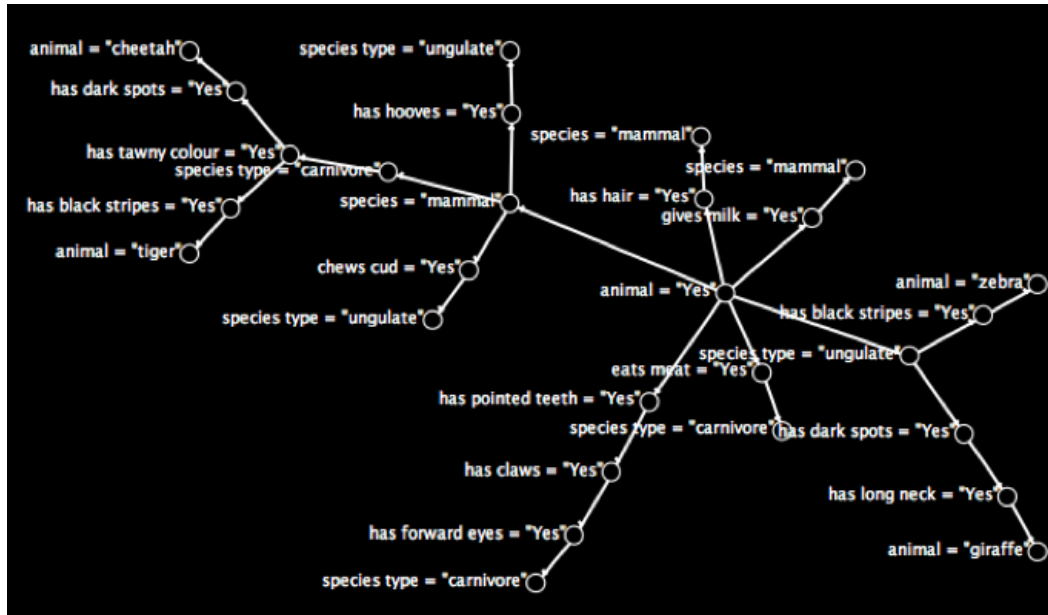 animal = "cheetah"
species type = "ungulate"
has dark spots = "Yes"
has hooves = "Yes"
species = "mammal"
has tawny colour = "Yes"
species type = "carnivore"
species = "mammal"
has hair = "Yes"
has black stripes = "Yes"
species = "mammal"
gives milk = "Yes"
animal = "tiger"
chews cud = "Yes"
animal = "Yes"
animal = "zebra"
has black stripes = "Yes"
species type = "ungulate"
species type = "ungulate"
eats meat = "Yes"
has pointed teeth = "Yes"
species type = "carnivore"
has dark spots = "Yes"
has claws = "Yes"
has long neck = "Yes"
has forward eyes = "Yes"
animal = "giraffe"
species type = "carnivore"